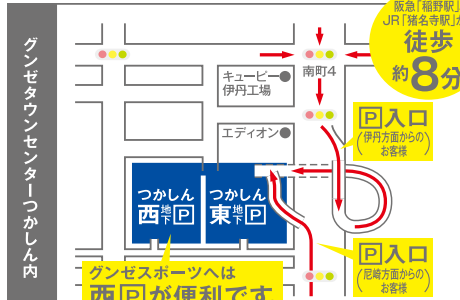 グンゼタウンセンターつかしん内
阪急「稲野駅」
JR「猪名寺駅」か
徒歩
約8分
南町4
キューピー
伊丹工場
エディオン
P入口
(伊丹方面からの
お客様)
つかしん
西地下P
つかしん
東地下P
P入口
(尼崎方面からの
お客様)
グンゼスポーツへは
西Pが便利です